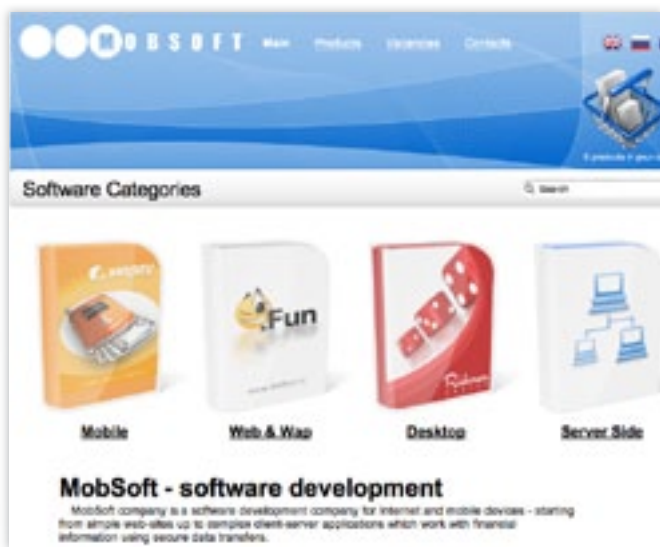 MOBSOFT Main Products Vacancies Contacts
Software Categories
Search
.Fun
Mobile Web & Wap Desktop Server Side
MobSoft - software development
MobSoft company is a software development company for internet and mobile devices - starting
from simple web-sites up to complex client-server applications which work with financial
information using secure data transfers.